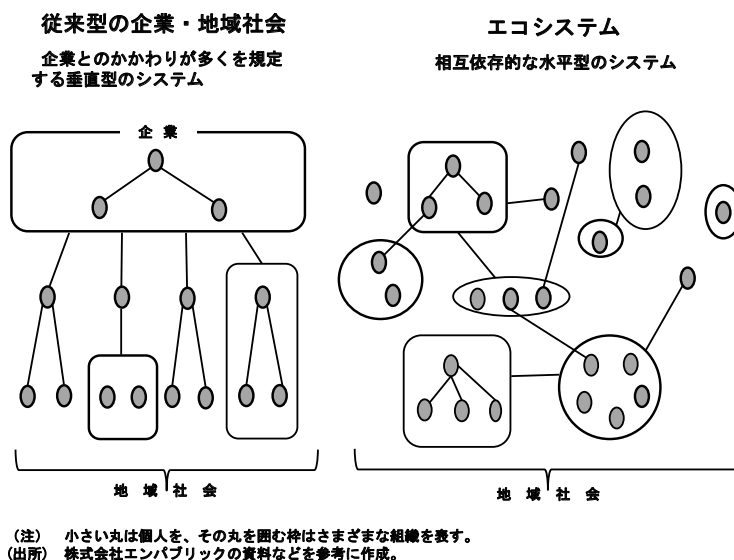 従来型の企業・地域社会
企業とのかかわりが多くを規定
する垂直型のシステム
エコシステム
相互依存的な水平型のシステム
企 業
地 域 社 会
地 域 社 会
（注） 小さい丸は個人を、その丸を囲む枠はさまざまな組織を表す。
（出所） 株式会社エンパブリックの資料などを参考に作成。